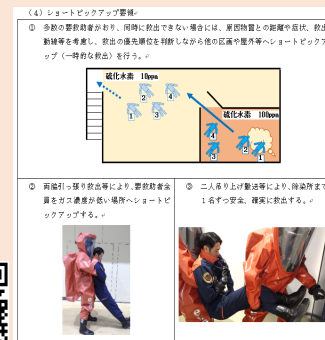 （４）ショートピックアップ要領
① 多数の要救助者がおり、同時に救出できない場合には、原因物質との距離や症状、救出
動線等を考慮し、救出の優先順位を判断しながら他の区画や屋外等へショートピックア
ップ（一時的な救出）を行う。
硫化水素 10ppm
硫化水素 100ppm
2
4
1
3
4
3
2
1
② 両脇引っ張り救出等により、要救助者全
員をガス濃度が低い場所へショートピ
ックアップする。
③ 二人吊り上げ搬送等により、除染所まで
１名ずつ安全、確実に救出する。